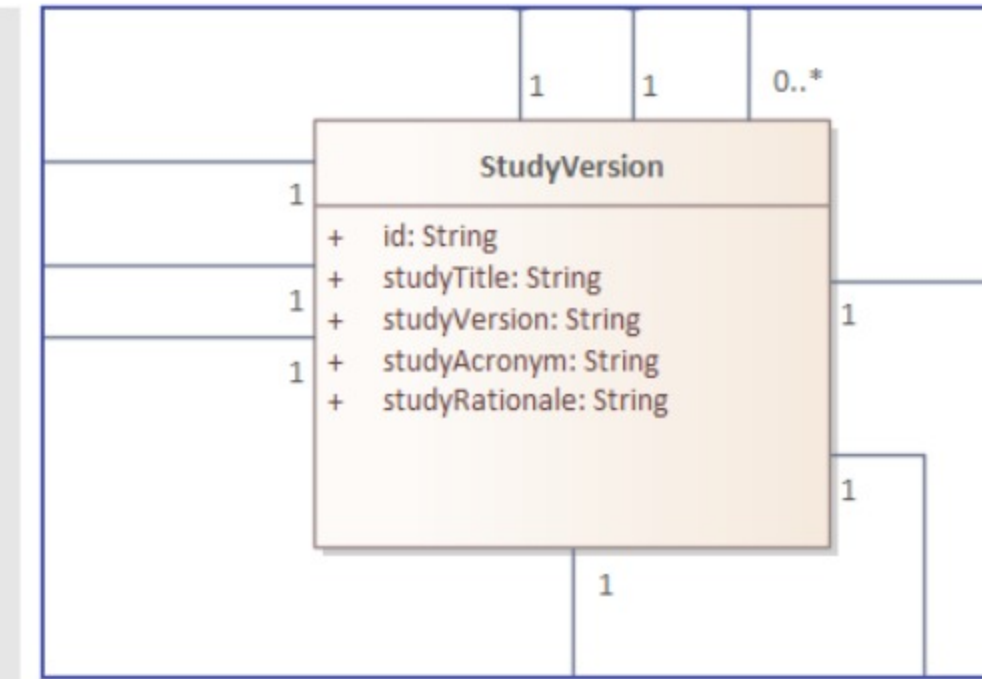 1 1 0..*
StudyVersion
1
+ id: String
+ studyTitle: String
1
+ studyVersion: String
1
+ studyAcronym: String
1
+ studyRationale: String
1
1